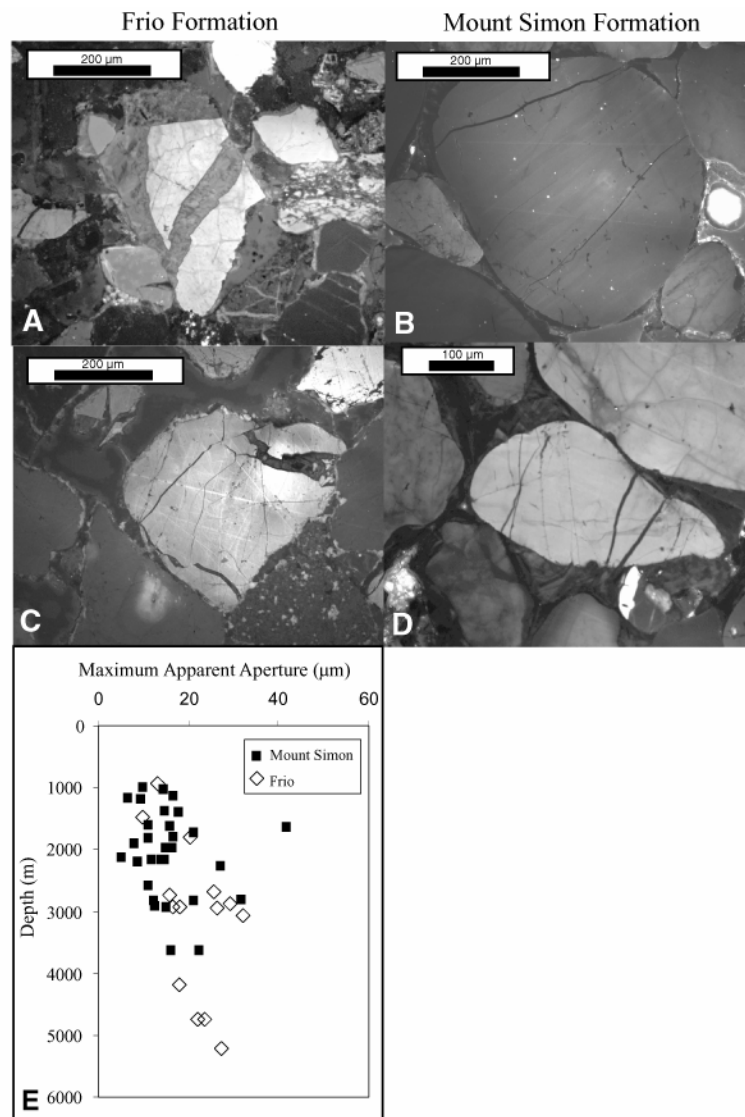 Frio Formation
Mount Simon Formation
200 µm
200 µm
A
B
200 µm
100 µm
C
D
Maximum Apparent Aperture (µm)
0 20 40 60
0
Mount Simon
Frio
1000
2000
3000
Depth (m)
4000
5000
6000
E